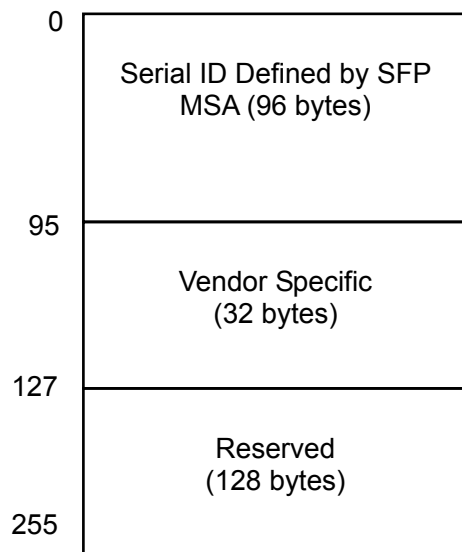 0
Serial ID Defined by SFP
MSA (96 bytes)
95
Vendor Specific
(32 bytes)
127
Reserved
(128 bytes)
255